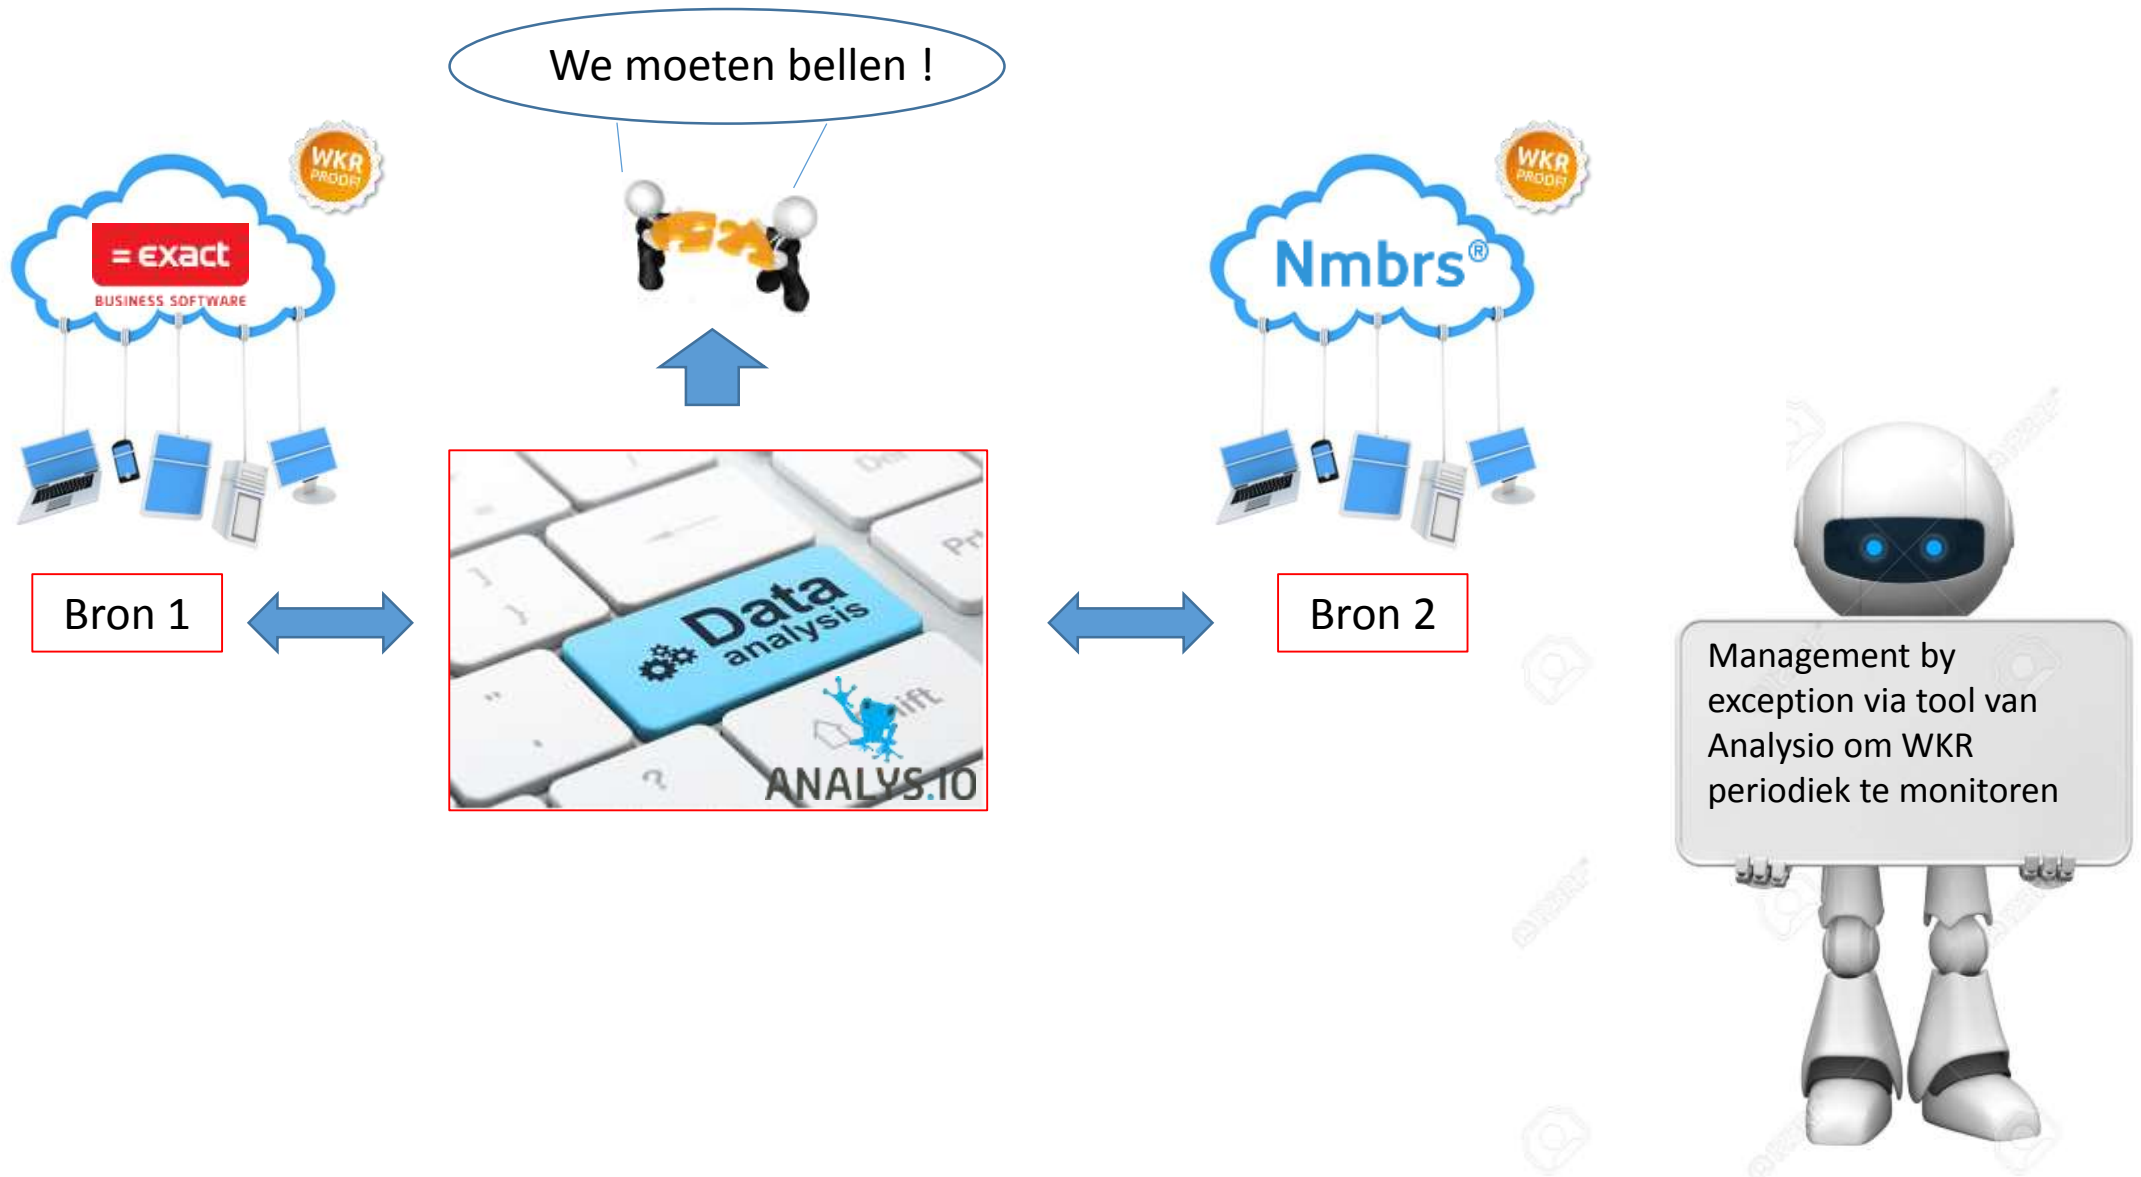 We moeten bellen !
WKR
PROOF!
= exact
BUSINESS SOFTWARE
WKR
PROOF!
Nmbrs®
Bron 1
Data
analysis
Del
}
]
"
'
?
ANALYS.IO
Bron 2
Management by
exception via tool van
Analysio om WKR
periodiek te monitoren